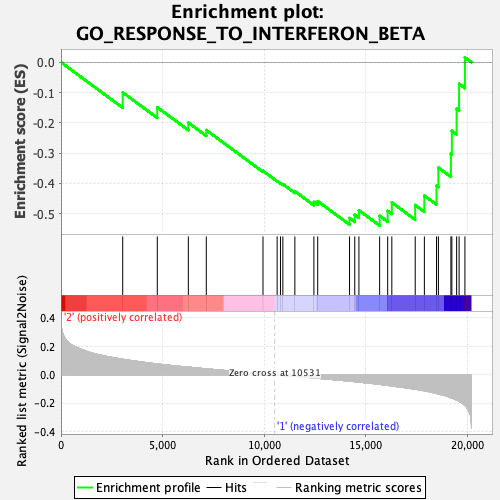 Enrichment plot:
GO_RESPONSE_TO_INTERFERON_BETA
Enrichment score (ES)
0.0
-0.1
-0.2
-0.3
-0.4
-0.5
'2' (positively correlated)
Zero cross at 10531
'1' (negatively correlated)
Ranked list metric (Signal2Noise)
0.4
0.2
0.0
-0.2
-0.4
0
5,000
10,000
15,000
20,000
Rank in Ordered Dataset
Enrichment profile
Hits
Ranking metric scores